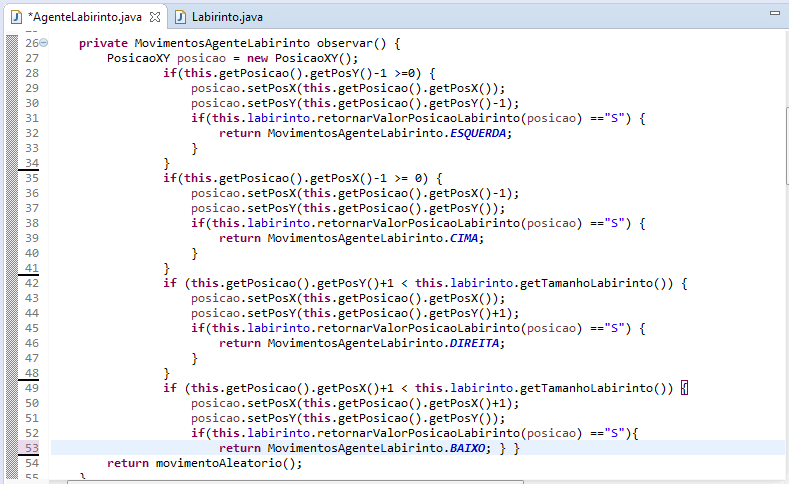 *AgenteLabirinto.java Labirinto.java
26 private MovimentosAgenteLabirinto observar() {
27 PosicaoXY posicao = new PosicaoXY();
28 if(this.getPosicao().getPosY()-1 >=0) {
29 posicao.setPosX(this.getPosicao().getPosX());
30 posicao.setPosY(this.getPosicao().getPosY()-1);
31 if(this.labirinto.retornarValorPosicaoLabirinto(posicao) =="S") {
32 return MovimentosAgenteLabirinto.ESQUERDA;
33 }
34 }
35 if(this.getPosicao().getPosX()-1 >= 0) {
36 posicao.setPosX(this.getPosicao().getPosX()-1);
37 posicao.setPosY(this.getPosicao().getPosY());
38 if(this.labirinto.retornarValorPosicaoLabirinto(posicao) =="S") {
39 return MovimentosAgenteLabirinto.CIMA;
40 }
41 }
42 if (this.getPosicao().getPosY()+1 < this.labirinto.getTamanhoLabirinto()) {
43 posicao.setPosX(this.getPosicao().getPosX());
44 posicao.setPosY(this.getPosicao().getPosY()+1);
45 if(this.labirinto.retornarValorPosicaoLabirinto(posicao) =="S") {
46 return MovimentosAgenteLabirinto.DIREITA;
47 }
48 }
49 if (this.getPosicao().getPosX()+1 < this.labirinto.getTamanhoLabirinto()) {
50 posicao.setPosX(this.getPosicao().getPosX()+1);
51 posicao.setPosY(this.getPosicao().getPosY());
52 if(this.labirinto.retornarValorPosicaoLabirinto(posicao) =="S"){
53 return MovimentosAgenteLabirinto.BAIXO; } }
54 return movimentoAleatorio();
55 }